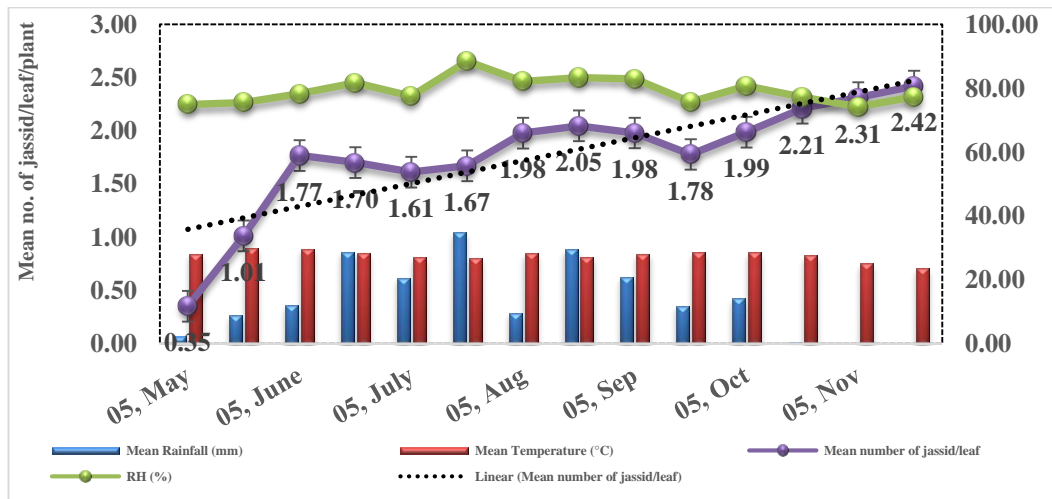 Mean no. of jassid/leaf/plant
3.00
2.50
2.00
1.50
1.00
0.50
0.00
100.00
80.00
60.00
40.00
20.00
0.00
0.35
1.01
1.77
1.70
1.61
1.67
1.98
2.05
1.98
1.78
1.99
2.21
2.31
2.42
05, May
05, June
05, July
05, Aug
05, Sep
05, Oct
05, Nov
Mean Rainfall (mm)
Mean Temperature (°C)
Mean number of jassid/leaf
RH (%)
Linear (Mean number of jassid/leaf)